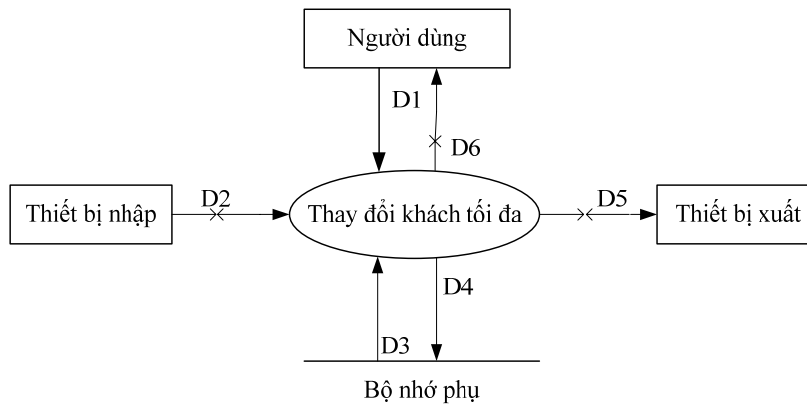 Người dùng
D1
D6
Thiết bị nhập
D2
Thay đổi khách tối đa
D5
Thiết bị xuất
D4
D3
Bộ nhớ phụ